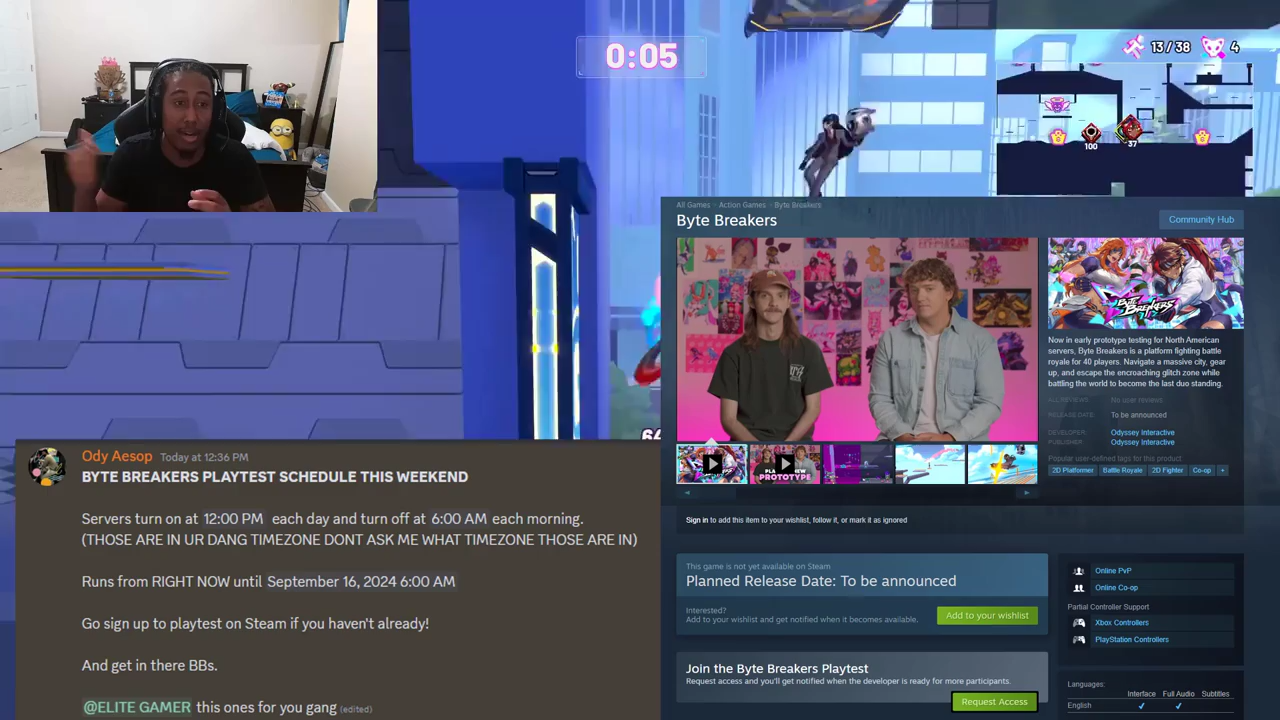 0:05
13 / 38
4
100
37
64
All Games > Action Games > Byte Breakers
Byte Breakers
Community Hub
BYTE BREAKERS
Now in early prototype testing for North American
servers, Byte Breakers is a platform fighting battle
royale for 40 players. Navigate a massive city, gear
up, and escape the encroaching glitch zone while
battling the world to become the last duo standing.
ALL REVIEWS: No user reviews
RELEASE DATE: To be announced
DEVELOPER: Odyssey Interactive
PUBLISHER: Odyssey Interactive
Popular user-defined tags for this product:
2D Platformer Battle Royale 2D Fighter Co-op +
PROTOTYPE
Sign in to add this item to your wishlist, follow it, or mark it as ignored
This game is not yet available on Steam
Planned Release Date: To be announced
Interested?
Add to your wishlist and get notified when it becomes available.
Add to your wishlist
Join the Byte Breakers Playtest
Request access and you'll get notified when the developer is ready for more participants.
Request Access
Online PvP
Online Co-op
Partial Controller Support
Xbox Controllers
PlayStation Controllers
Languages:
Interface Full Audio Subtitles
English ✔ ✔
Ody Aesop Today at 12:36 PM
BYTE BREAKERS PLAYTEST SCHEDULE THIS WEEKEND
Servers turn on at 12:00 PM each day and turn off at 6:00 AM each morning.
(THOSE ARE IN UR DANG TIMEZONE DONT ASK ME WHAT TIMEZONE THOSE ARE IN)
Runs from RIGHT NOW until September 16, 2024 6:00 AM
Go sign up to playtest on Steam if you haven't already!
And get in there BBs.
@ELITE GAMER this ones for you gang (edited)